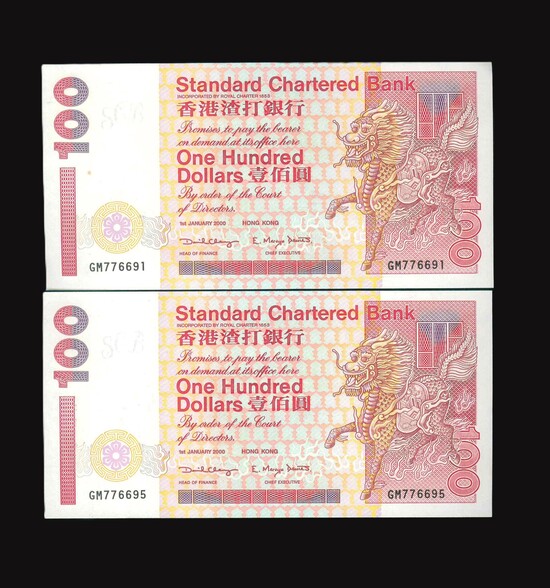 100
Standard Chartered Bank
INCORPORATED BY ROYAL CHARTER 1853
香港渣打銀行
Promises to pay the bearer
on demand at its office here
One Hundred
Dollars 壹佰圓
By order of the Court
of Directors.
1st JANUARY 2000 HONG KONG
HEAD OF FINANCE CHIEF EXECUTIVE
GM776691 GM776691
100
100
Standard Chartered Bank
INCORPORATED BY ROYAL CHARTER 1853
香港渣打銀行
Promises to pay the bearer
on demand at its office here
One Hundred
Dollars 壹佰圓
By order of the Court
of Directors.
1st JANUARY 2000 HONG KONG
HEAD OF FINANCE CHIEF EXECUTIVE
GM776695 GM776695
100